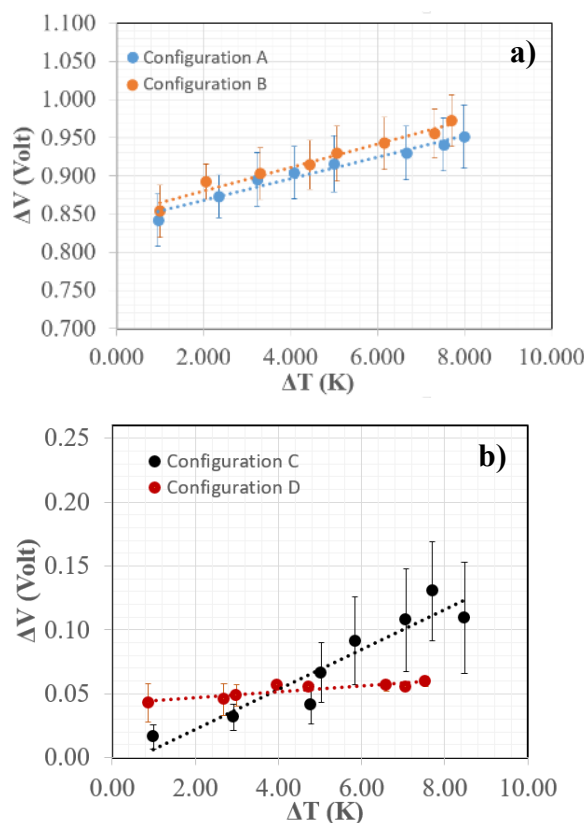 1.100
1.050
1.000
0.950
0.900
0.850
0.800
0.750
0.700
ΔV (Volt)
Configuration A
Configuration B
a)
0.000 2.000 4.000 6.000 8.000 10.000
ΔT (K)
0.25
0.20
0.15
0.10
0.05
0.00
ΔV (Volt)
Configuration C
Configuration D
b)
0.00 2.00 4.00 6.00 8.00 10.00
ΔT (K)